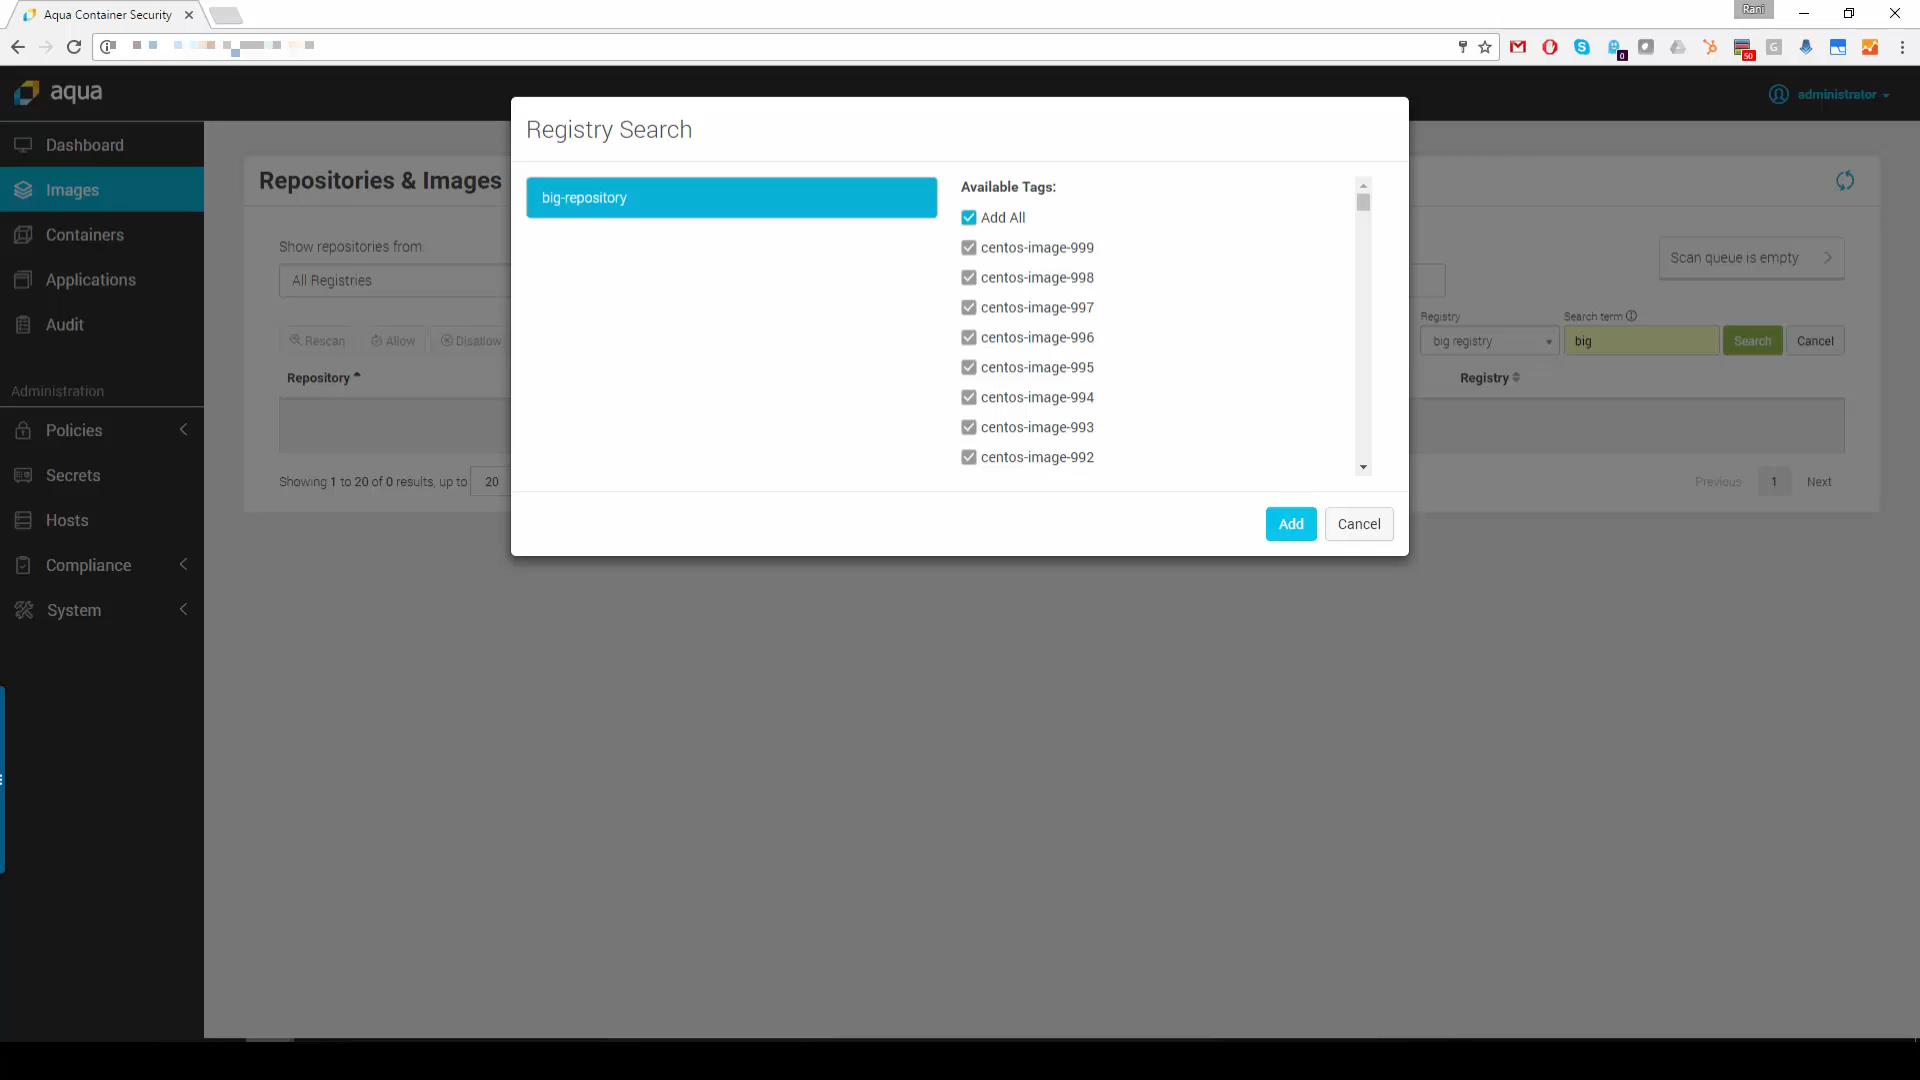 Aqua Container Security
Rani
0
50
G
aqua
administrator
Dashboard
Images
Containers
Applications
Audit
Administration
Policies
Secrets
Hosts
Compliance
System
Repositories & Images
Show repositories from:
All Registries
Rescan Allow Disallow
Repository
Showing 1 to 20 of 0 results, up to 20
Registry Search
big-repository
Available Tags:
Add All
centos-image-999
centos-image-998
centos-image-997
centos-image-996
centos-image-995
centos-image-994
centos-image-993
centos-image-992
Add Cancel
Scan queue is empty
Registry Search term
big registry big Search Cancel
Registry
Previous 1 Next